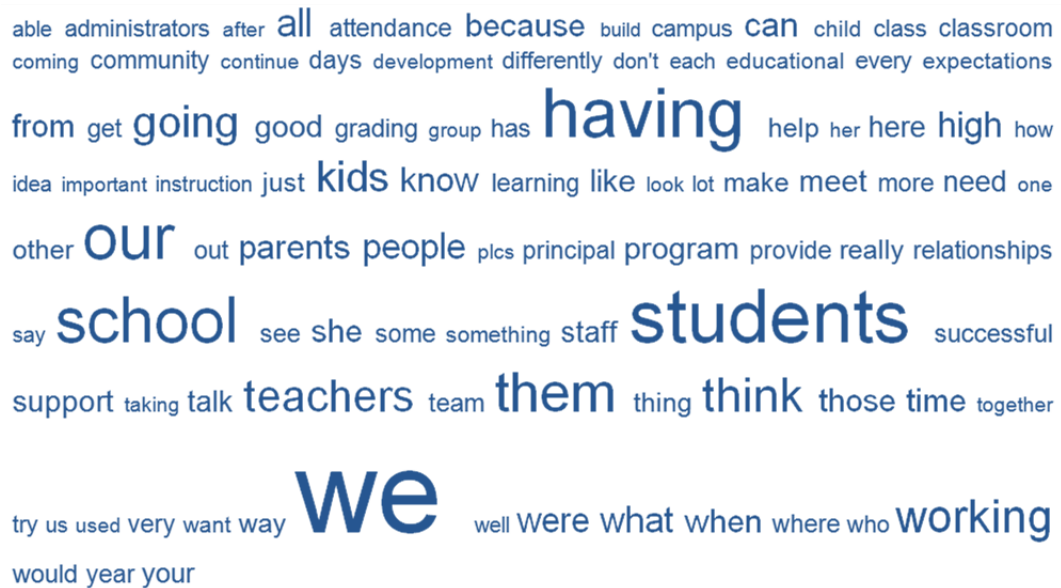 able administrators after all attendance because build campus can child class classroom
coming community continue days development differently don't each educational every expectations
from get going good grading group has having help her here high how
idea important instruction just kids know learning like look lot make meet more need one
other our out parents people plcs principal program provide really relationships
say school see she some something staff students successful
support taking talk teachers team them thing think those time together
try us used very want way we well were what when where who working
would year your